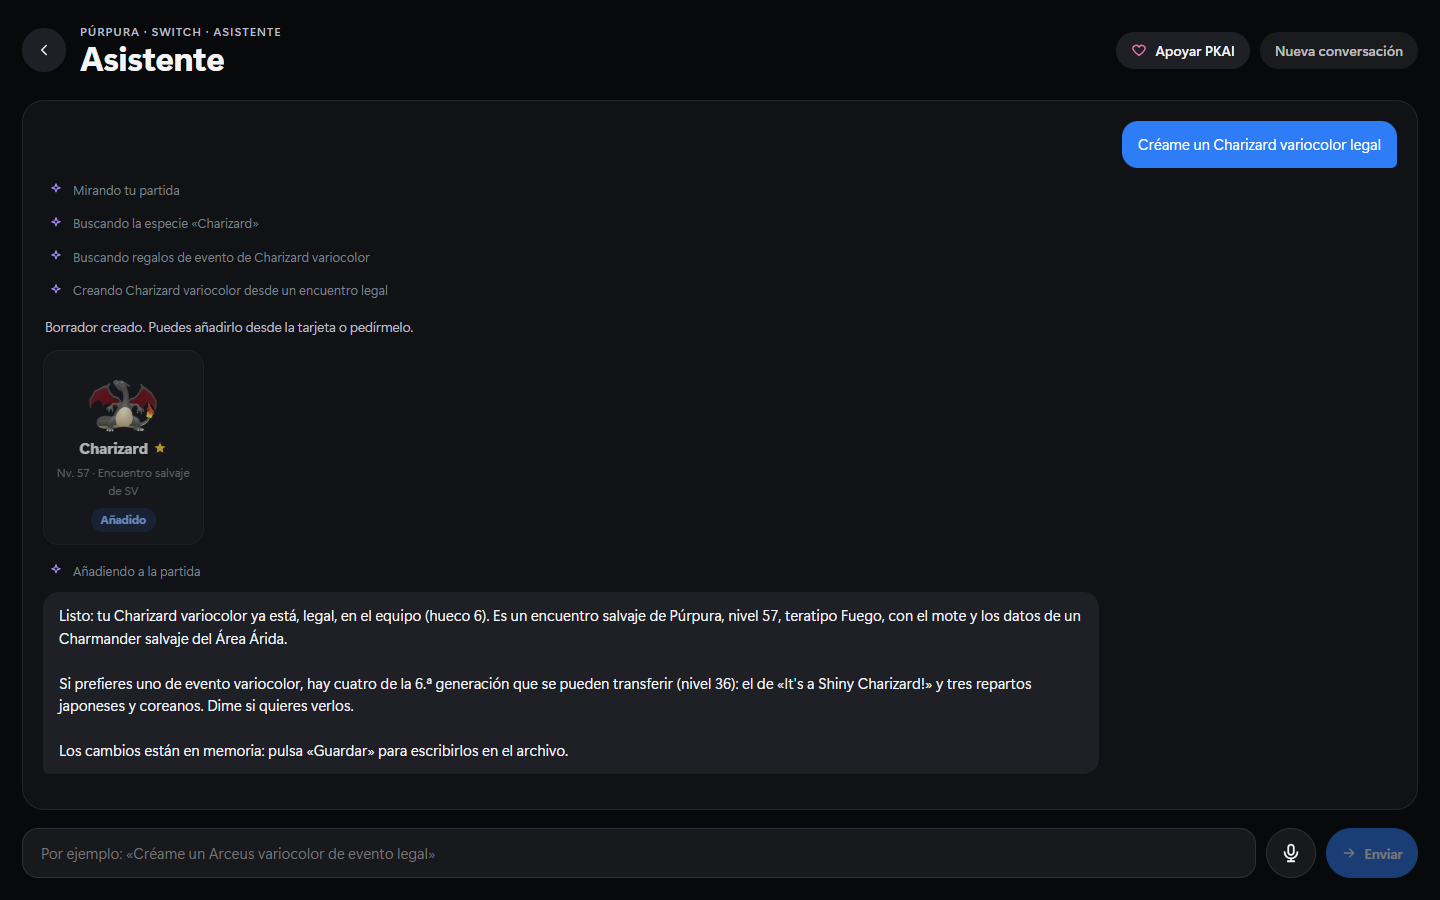 PÚRPURA · SWITCH · ASISTENTE
Asistente
Apoyar PKAI
Nueva conversación
Créame un Charizard variocolor legal
Mirando tu partida
Buscando la especie «Charizard»
Buscando regalos de evento de Charizard variocolor
Creando Charizard variocolor desde un encuentro legal
Borrador creado. Puedes añadirlo desde la tarjeta o pedírmelo.
Charizard
Nv. 57 · Encuentro salvaje
de SV
Añadido
Añadiendo a la partida
Listo: tu Charizard variocolor ya está, legal, en el equipo (hueco 6). Es un encuentro salvaje de Púrpura, nivel 57, teratipo Fuego, con el mote y los datos de un
Charmander salvaje del Área Árida.
Si prefieres uno de evento variocolor, hay cuatro de la 6.ª generación que se pueden transferir (nivel 36): el de «It's a Shiny Charizard!» y tres repartos
japoneses y coreanos. Dime si quieres verlos.
Los cambios están en memoria: pulsa «Guardar» para escribirlos en el archivo.
Por ejemplo: «Créame un Arceus variocolor de evento legal»
Enviar